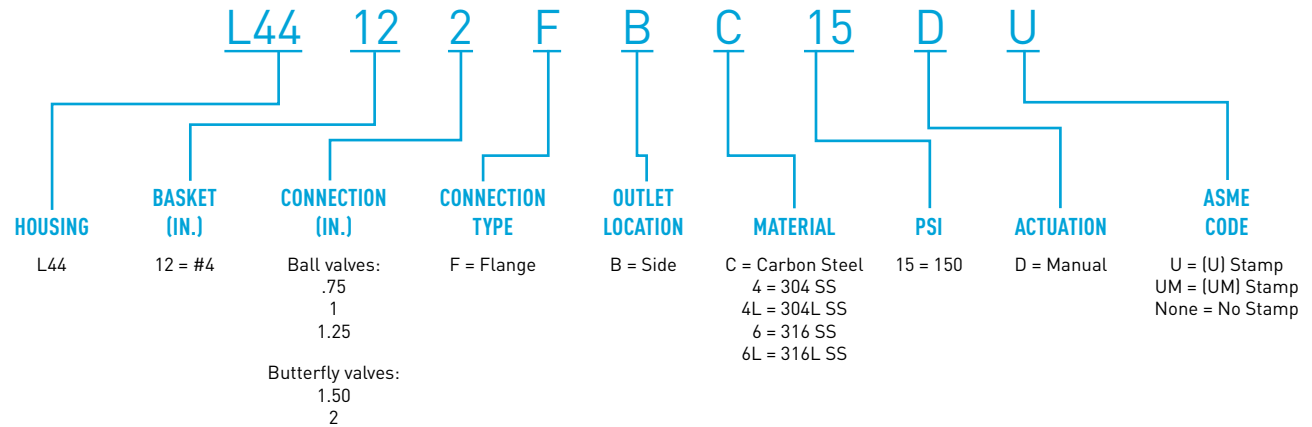 L44 12 2 F B C 15 D U
HOUSING
L44
BASKET
(IN.)
12 = #4
CONNECTION
(IN.)
Ball valves:
.75
1
1.25
Butterfly valves:
1.50
2
CONNECTION
TYPE
F = Flange
OUTLET
LOCATION
B = Side
MATERIAL
C = Carbon Steel
4 = 304 SS
4L = 304L SS
6 = 316 SS
6L = 316L SS
PSI
15 = 150
ACTUATION
D = Manual
ASME
CODE
U = (U) Stamp
UM = (UM) Stamp
None = No Stamp